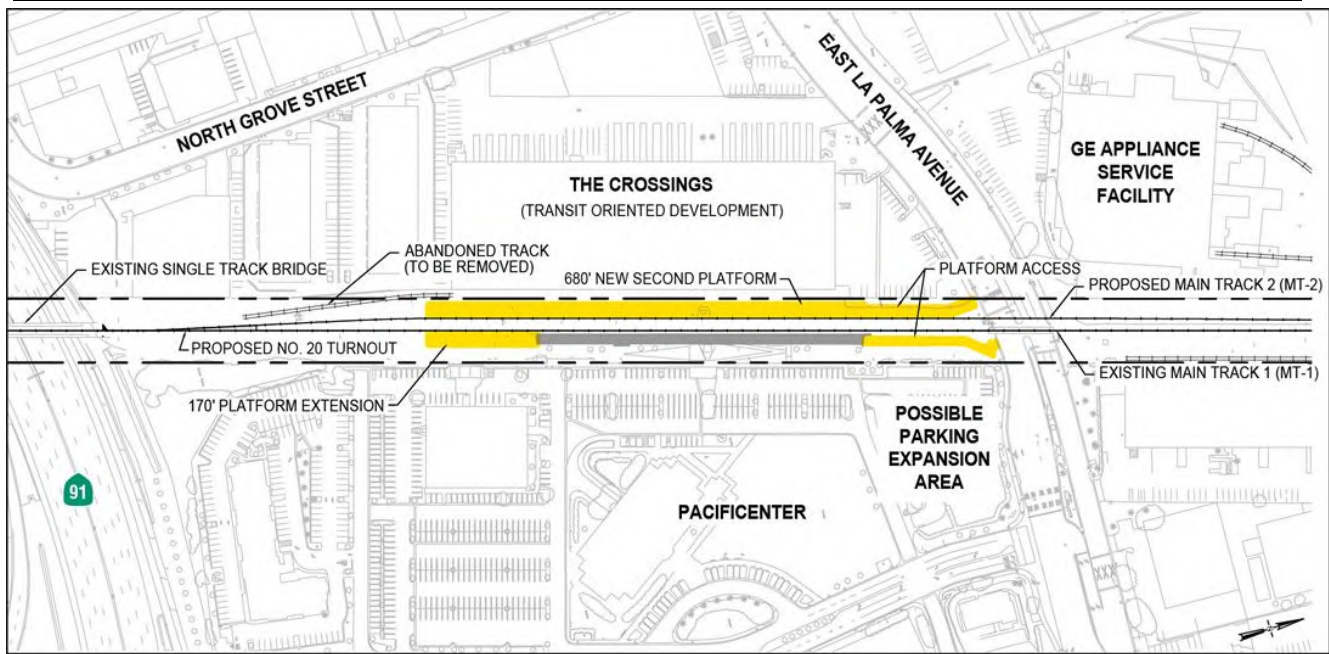 EAST LA PALMA AVENUE
NORTH GROVE STREET
GE APPLIANCE
SERVICE
FACILITY
THE CROSSINGS
(TRANSIT ORIENTED DEVELOPMENT)
ABANDONED TRACK
(TO BE REMOVED)
EXISTING SINGLE TRACK BRIDGE
680' NEW SECOND PLATFORM
PLATFORM ACCESS
PROPOSED MAIN TRACK 2 (MT-2)
PROPOSED NO. 20 TURNOUT
EXISTING MAIN TRACK 1 (MT-1)
170' PLATFORM EXTENSION
POSSIBLE
PARKING
EXPANSION
AREA
91
PACIFICENTER